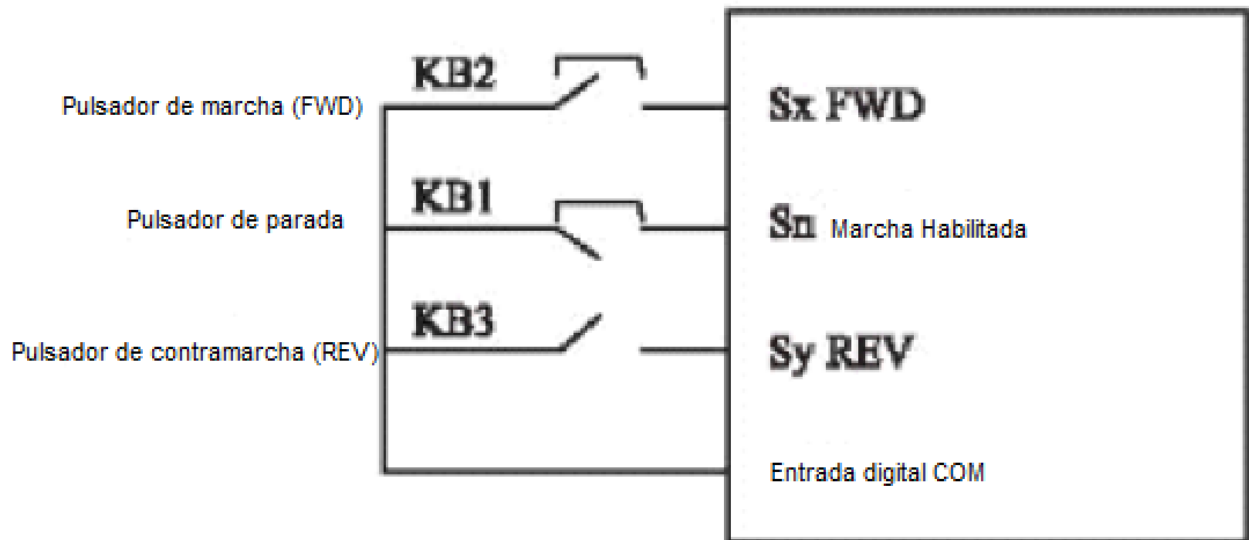 KB2
Pulsador de marcha (FWD)
Sx FWD
KB1
Pulsador de parada
Sn Marcha Habilitada
KB3
Pulsador de contramarcha (REV)
Sy REV
Entrada digital COM